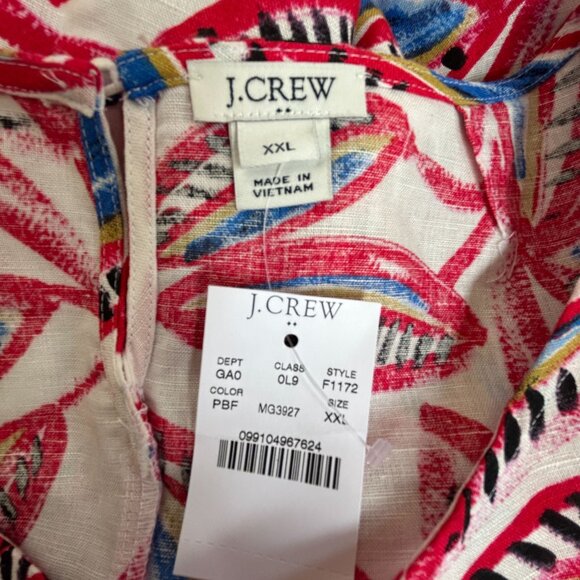 J.CREW
••
XXL
MADE IN
VIETNAM
J.CREW
••
DEPT CLASS STYLE
GA0 0L9 F1172
COLOR SIZE
PBF MG3927 XXL
099104967624